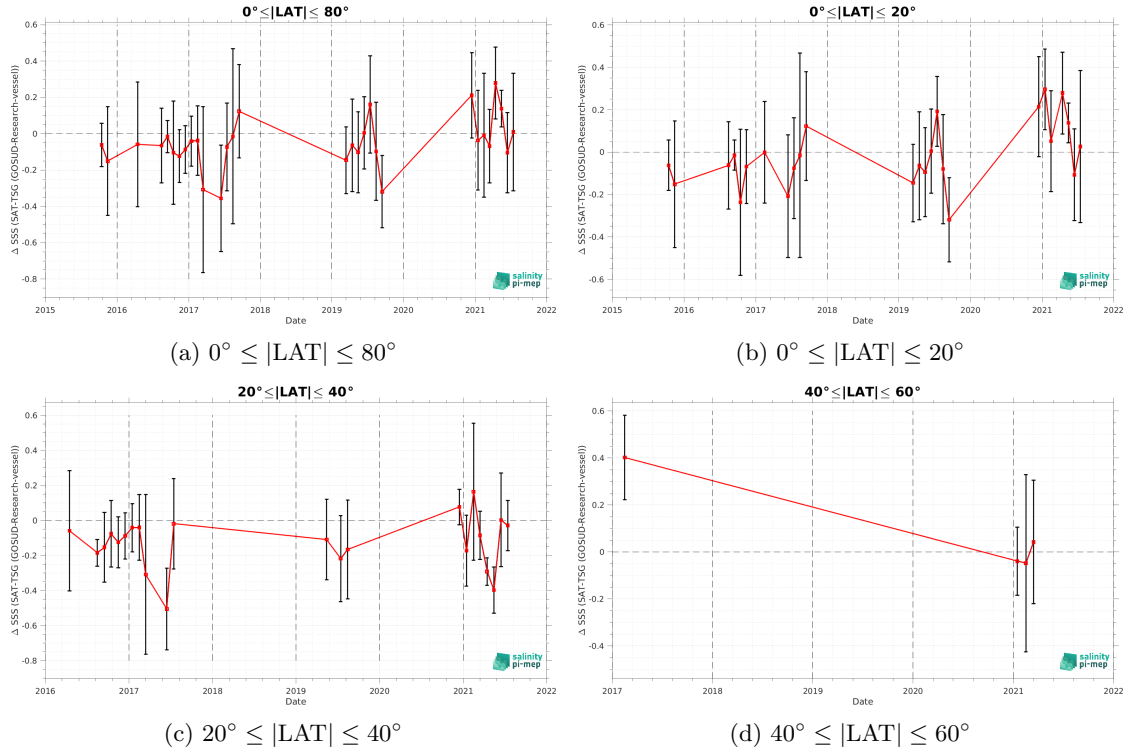 0°≤|LAT|≤ 80°
Δ SSS (SAT-TSG (GOSUD-Research-vessel))
0.6
0.4
0.2
0
-0.2
-0.4
-0.6
-0.8
2015 2016 2017 2018 2019 2020 2021 2022
Date
salinity
pi-mep
(a) 0° ≤ |LAT| ≤ 80°
0°≤|LAT|≤ 20°
Δ SSS (SAT-TSG (GOSUD-Research-vessel))
0.6
0.4
0.2
0
-0.2
-0.4
-0.6
2015 2016 2017 2018 2019 2020 2021 2022
Date
salinity
pi-mep
(b) 0° ≤ |LAT| ≤ 20°
20°≤|LAT|≤ 40°
Δ SSS (SAT-TSG (GOSUD-Research-vessel))
0.6
0.4
0.2
0
-0.2
-0.4
-0.6
-0.8
2016 2017 2018 2019 2020 2021 2022
Date
salinity
pi-mep
(c) 20° ≤ |LAT| ≤ 40°
40°≤|LAT|≤ 60°
Δ SSS (SAT-TSG (GOSUD-Research-vessel))
0.6
0.4
0.2
0
-0.2
-0.4
2017 2018 2019 2020 2021 2022
Date
salinity
pi-mep
(d) 40° ≤ |LAT| ≤ 60°